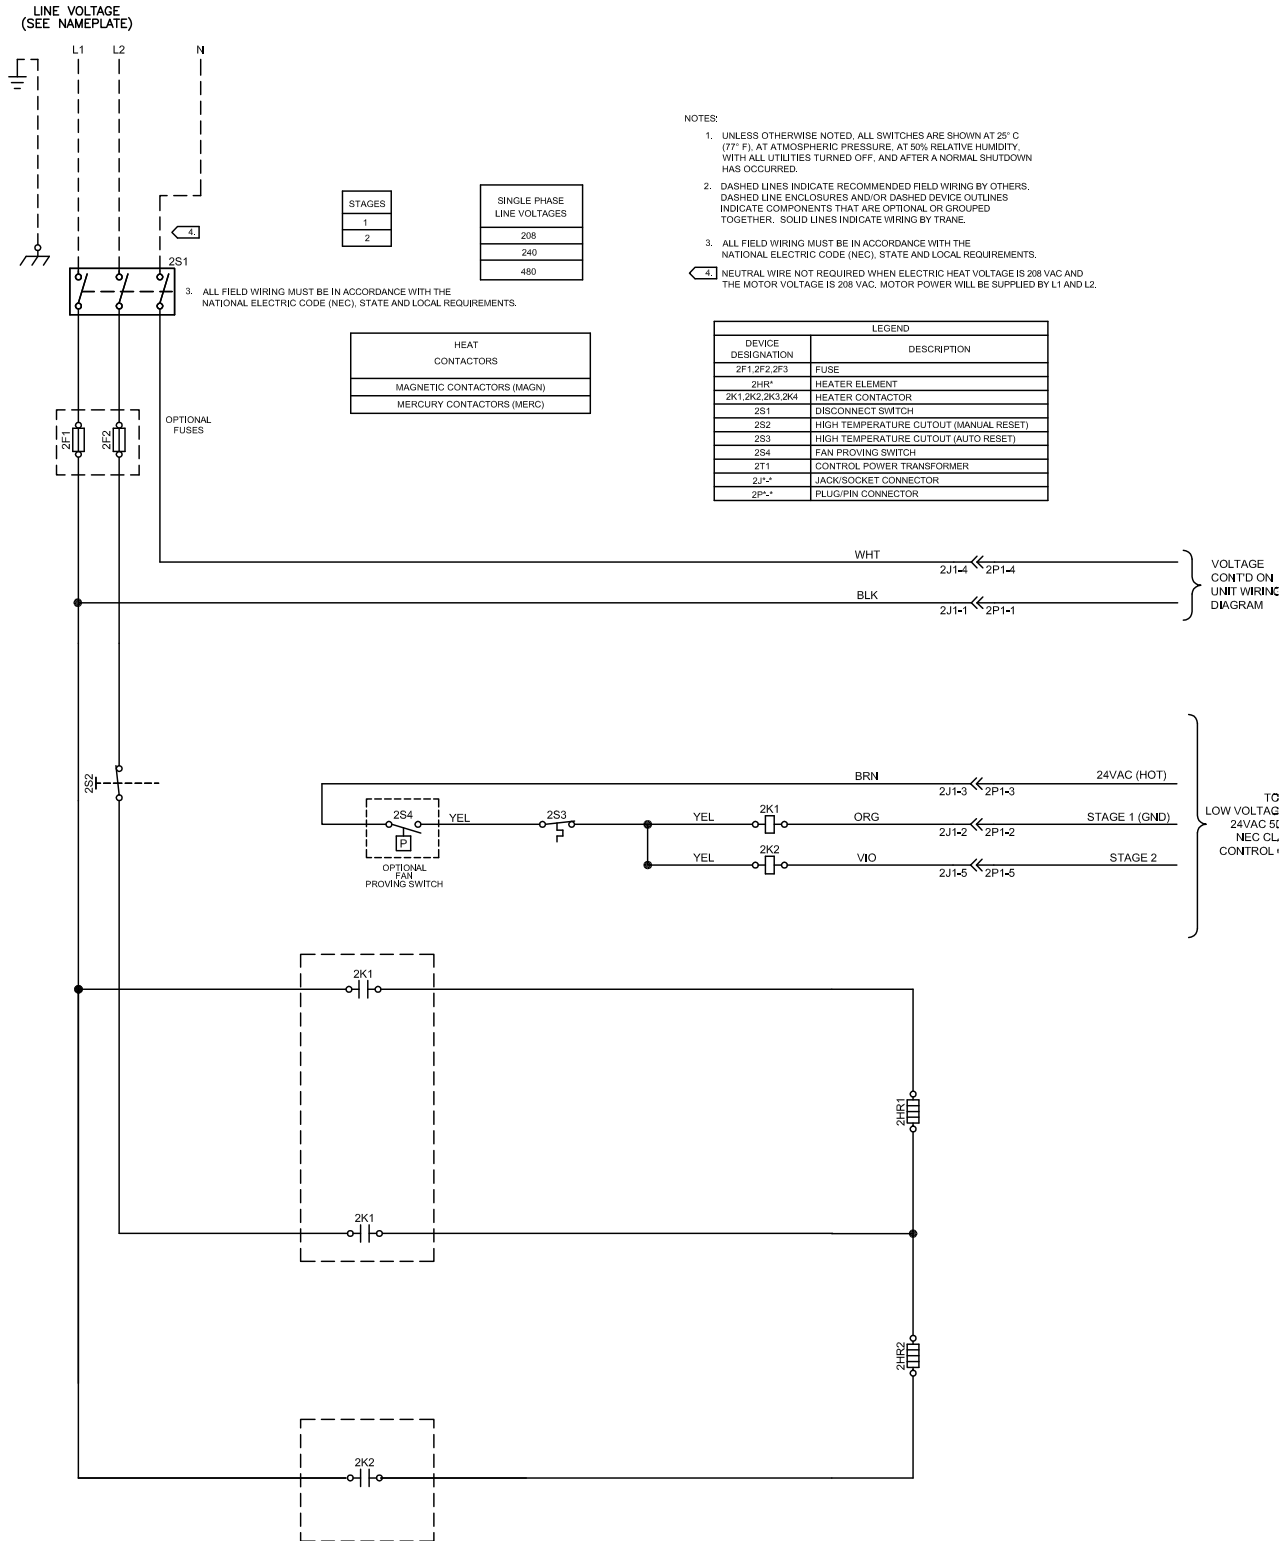 LINE VOLTAGE
(SEE NAMEPLATE)
L1
L2
N
4.
2S1
3. ALL FIELD WIRING MUST BE IN ACCORDANCE WITH THE
NATIONAL ELECTRIC CODE (NEC), STATE AND LOCAL REQUIREMENTS.
STAGES
1
2
SINGLE PHASE
LINE VOLTAGES
208
240
480
HEAT
CONTACTORS
MAGNETIC CONTACTORS (MAGN)
MERCURY CONTACTORS (MERC)
NOTES:
1. UNLESS OTHERWISE NOTED, ALL SWITCHES ARE SHOWN AT 25° C
(77° F), AT ATMOSPHERIC PRESSURE, AT 50% RELATIVE HUMIDITY,
WITH ALL UTILITIES TURNED OFF, AND AFTER A NORMAL SHUTDOWN
HAS OCCURRED.
2. DASHED LINES INDICATE RECOMMENDED FIELD WIRING BY OTHERS.
DASHED LINE ENCLOSURES AND/OR DASHED DEVICE OUTLINES
INDICATE COMPONENTS THAT ARE OPTIONAL OR GROUPED
TOGETHER. SOLID LINES INDICATE WIRING BY TRANE.
3. ALL FIELD WIRING MUST BE IN ACCORDANCE WITH THE
NATIONAL ELECTRIC CODE (NEC), STATE AND LOCAL REQUIREMENTS.
4. NEUTRAL WIRE NOT REQUIRED WHEN ELECTRIC HEAT VOLTAGE IS 208 VAC AND
THE MOTOR VOLTAGE IS 208 VAC. MOTOR POWER WILL BE SUPPLIED BY L1 AND L2.
LEGEND
DEVICE
DESIGNATION
DESCRIPTION
2F1,2F2,2F3 FUSE
2HR* HEATER ELEMENT
2K1,2K2,2K3,2K4 HEATER CONTACTOR
2S1 DISCONNECT SWITCH
2S2 HIGH TEMPERATURE CUTOUT (MANUAL RESET)
2S3 HIGH TEMPERATURE CUTOUT (AUTO RESET)
2S4 FAN PROVING SWITCH
2T1 CONTROL POWER TRANSFORMER
2J*-* JACK/SOCKET CONNECTOR
2P*-* PLUG/PIN CONNECTOR
2F1
2F2
OPTIONAL
FUSES
WHT
2J1-4 2P1-4
BLK
2J1-1 2P1-1
VOLTAGE
CONT'D ON
UNIT WIRING
DIAGRAM
2S2
BRN
2J1-3 2P1-3
24VAC (HOT)
2S4
P
OPTIONAL
FAN
PROVING SWITCH
YEL
2S3
YEL
2K1
ORG
2J1-2 2P1-2
STAGE 1 (GND)
YEL
2K2
VIO
2J1-5 2P1-5
STAGE 2
TO
LOW VOLTAGE
24VAC
NEC
CONTROL
2K1
2HR1
2K1
2HR2
2K2